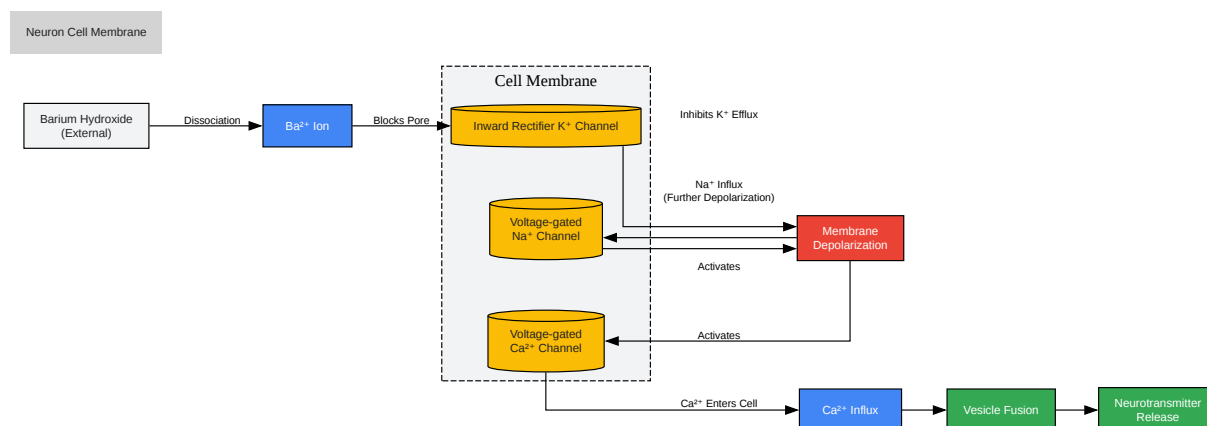 Neuron Cell Membrane
Cell Membrane
Barium Hydroxide
(External)
Dissociation
Ba²⁺ Ion
Blocks Pore
Inward Rectifier K⁺ Channel
Inhibits K⁺ Efflux
Na⁺ Influx
(Further Depolarization)
Voltage-gated
Na⁺ Channel
Membrane
Depolarization
Activates
Voltage-gated
Ca²⁺ Channel
Activates
Ca²⁺ Enters Cell
Ca²⁺ Influx
Vesicle Fusion
Neurotransmitter
Release